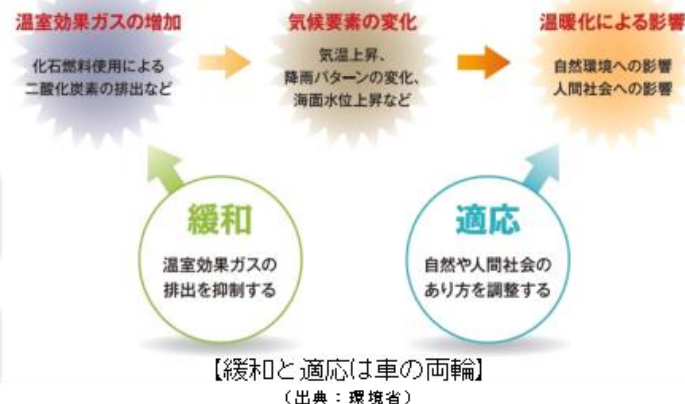 温室効果ガスの増加
化石燃料使用による
二酸化炭素の排出など
気候要素の変化
気温上昇、
降雨パターンの変化、
海面水位上昇など
温暖化による影響
自然環境への影響
人間社会への影響
緩和
温室効果ガスの
排出を抑制する
適応
自然や人間社会の
あり方を調整する
【緩和と適応は車の両輪】
（出典：環境省）